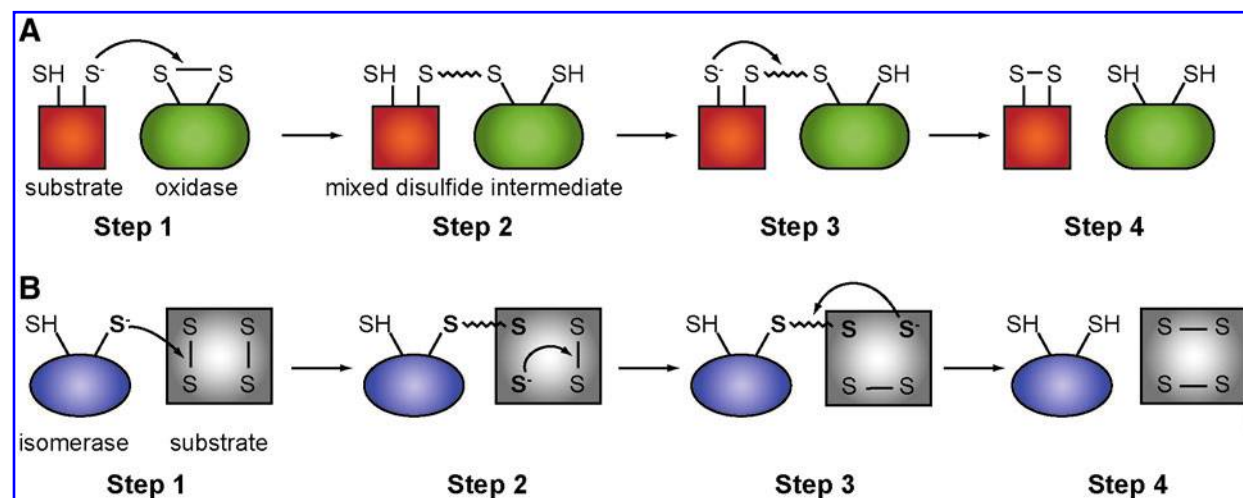 A
SH S- S S
SH S S SH
S- S S SH
S-S SH SH
substrate oxidase mixed disulfide intermediate
Step 1 Step 2 Step 3 Step 4
B
SH S- S S S S
SH S S S S- S
SH S S S- S S
SH SH S S S S
isomerase substrate
Step 1 Step 2 Step 3 Step 4